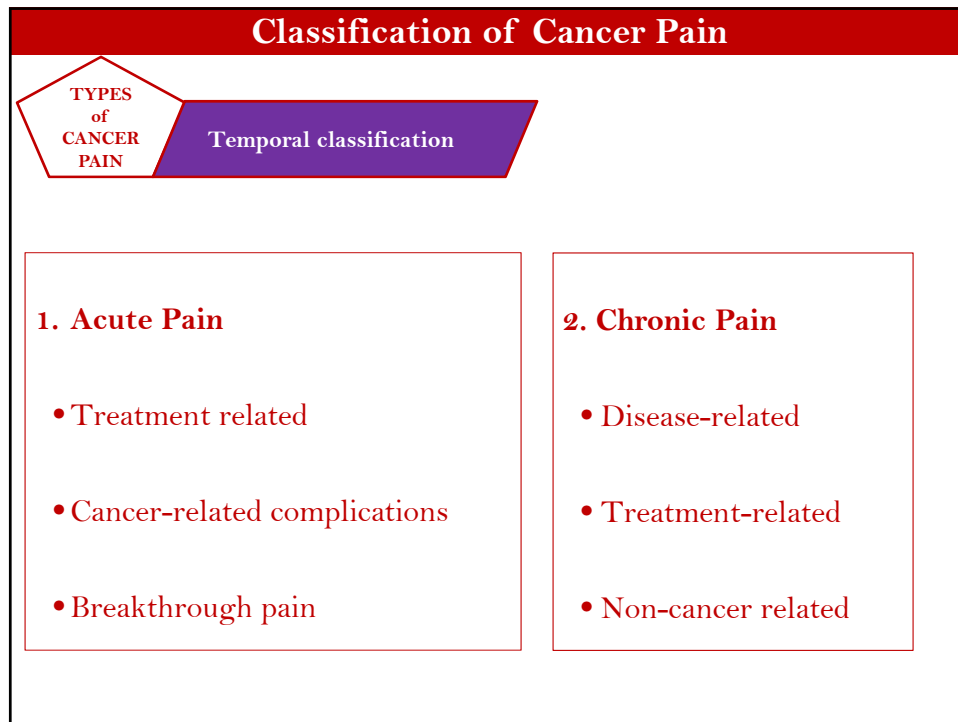 Classification of Cancer Pain
TYPES
of
CANCER
PAIN
Temporal classification
1. Acute Pain
• Treatment related
• Cancer-related complications
• Breakthrough pain
2. Chronic Pain
• Disease-related
• Treatment-related
• Non-cancer related